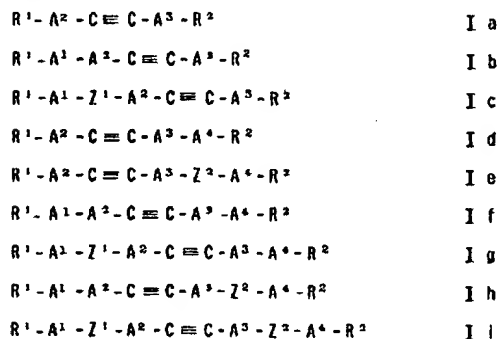 R¹-A²-C≡C-A³-R² I a
R¹-A¹-A²-C≡C-A³-R² I b
R¹-A¹-Z¹-A²-C≡C-A³-R² I c
R¹-A²-C≡C-A³-A⁴-R² I d
R¹-A²-C≡C-A³-Z²-A⁴-R² I e
R¹-A¹-A²-C≡C-A³-A⁴-R² I f
R¹-A¹-Z¹-A²-C≡C-A³-A⁴-R² I g
R¹-A¹-A²-C≡C-A³-Z²-A⁴-R² I h
R¹-A¹-Z¹-A²-C≡C-A³-Z²-A⁴-R² I i